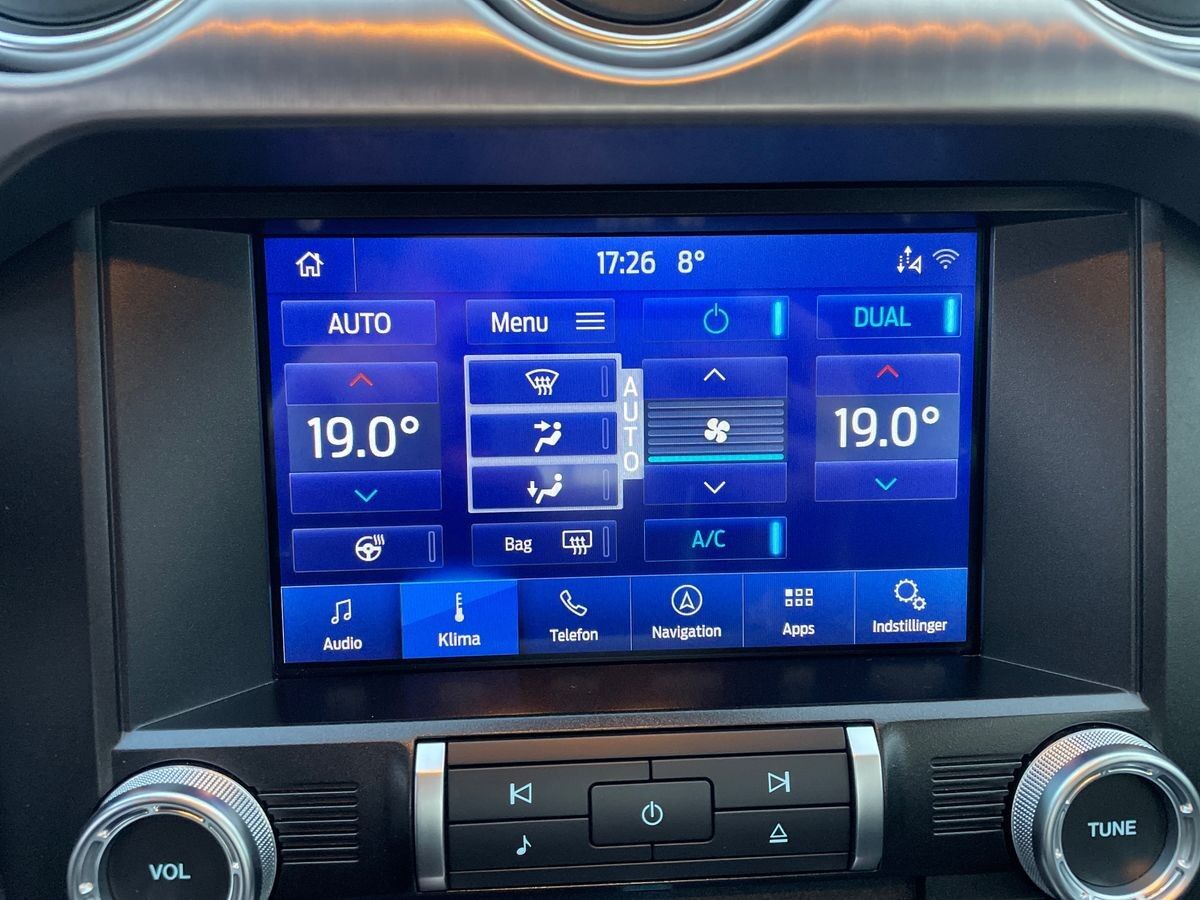 17:26 8°
AUTO
Menu
DUAL
19.0°
AUTO
19.0°
Bag
A/C
Audio
Klima
Telefon
Navigation
Apps
Indstillinger
VOL
TUNE